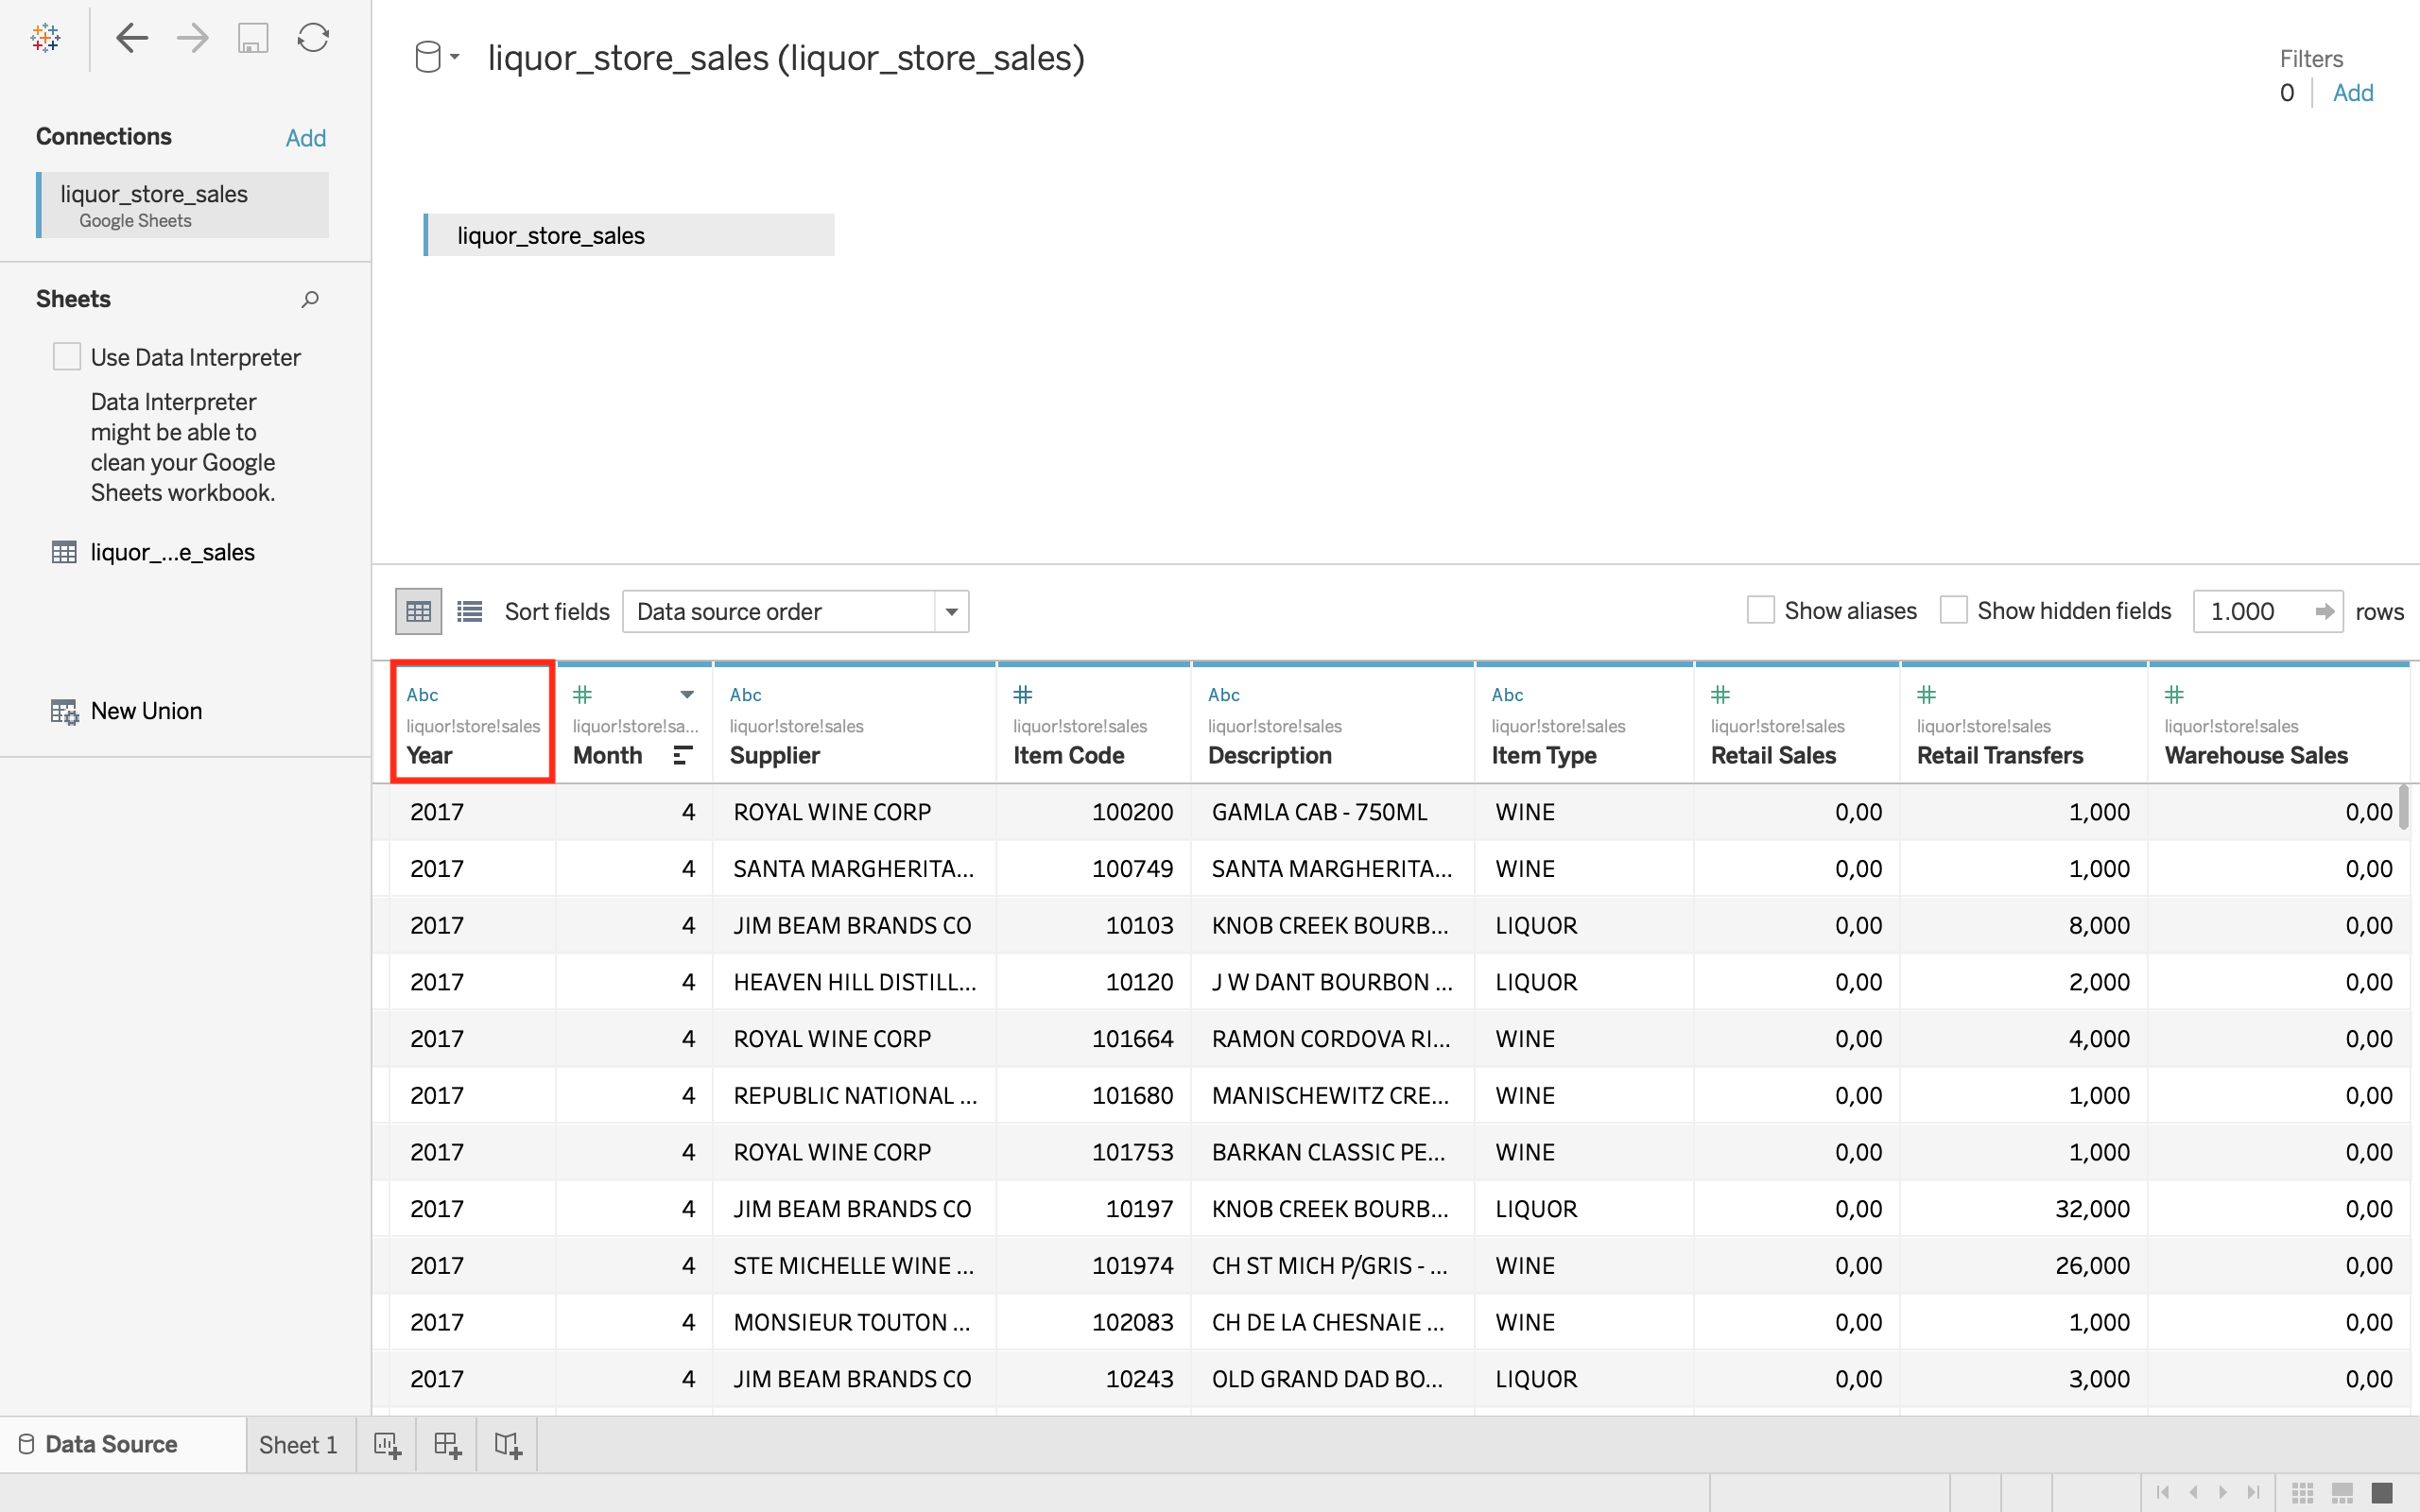 liquor_store_sales (liquor_store_sales)
Filters
0 Add
Connections Add
liquor_store_sales
Google Sheets
liquor_store_sales
Sheets
Use Data Interpreter
Data Interpreter
might be able to
clean your Google
Sheets workbook.
liquor_...e_sales
New Union
Sort fields Data source order Show aliases Show hidden fields 1.000 rows
Abc # Abc # Abc Abc # # #
liquor!store!sales liquor!store!sa... liquor!store!sales liquor!store!sales liquor!store!sales liquor!store!sales liquor!store!sales liquor!store!sales liquor!store!sales
Year Month Supplier Item Code Description Item Type Retail Sales Retail Transfers Warehouse Sales
2017 4 ROYAL WINE CORP 100200 GAMLA CAB - 750ML WINE 0,00 1,000 0,00
2017 4 SANTA MARGHERITA... 100749 SANTA MARGHERITA... WINE 0,00 1,000 0,00
2017 4 JIM BEAM BRANDS CO 10103 KNOB CREEK BOURB... LIQUOR 0,00 8,000 0,00
2017 4 HEAVEN HILL DISTILL... 10120 J W DANT BOURBON ... LIQUOR 0,00 2,000 0,00
2017 4 ROYAL WINE CORP 101664 RAMON CORDOVA RI... WINE 0,00 4,000 0,00
2017 4 REPUBLIC NATIONAL ... 101680 MANISCHEWITZ CRE... WINE 0,00 1,000 0,00
2017 4 ROYAL WINE CORP 101753 BARKAN CLASSIC PE... WINE 0,00 1,000 0,00
2017 4 JIM BEAM BRANDS CO 10197 KNOB CREEK BOURB... LIQUOR 0,00 32,000 0,00
2017 4 STE MICHELLE WINE ... 101974 CH ST MICH P/GRIS - ... WINE 0,00 26,000 0,00
2017 4 MONSIEUR TOUTON ... 102083 CH DE LA CHESNAIE ... WINE 0,00 1,000 0,00
2017 4 JIM BEAM BRANDS CO 10243 OLD GRAND DAD BO... LIQUOR 0,00 3,000 0,00
Data Source Sheet 1